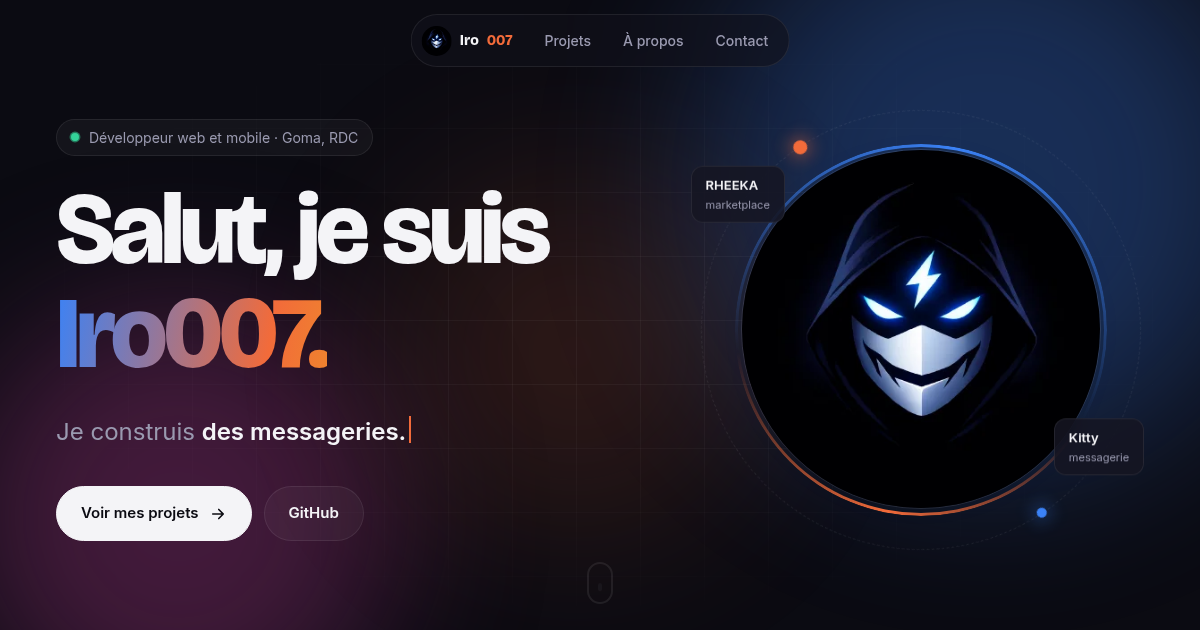 Iro 007 Projets À propos Contact
Développeur web et mobile · Goma, RDC
Salut, je suis
Iro007.
Je construis des messageries.
Voir mes projets → GitHub
RHEEKA
marketplace
Kitty
messagerie